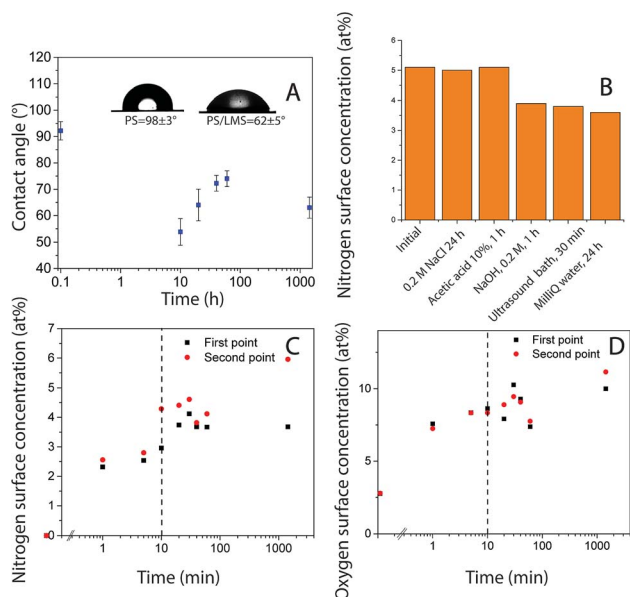 A
120
110
100
90
80
70
60
50
40
Contact angle (°)
PS=98±3°
PS/LMS=62±5°
0.1
1
10
100
1000
Time (h)
B
6
5
4
3
2
1
0
Nitrogen surface concentration (at%)
Initial
0.2 M NaCl 24 h
Acetic acid 10%, 1 h
NaOH, 0.2 M, 1 h
Ultrasound bath, 30 min
MilliQ water, 24 h
C
7
6
5
4
3
2
1
0
Nitrogen surface concentration (at%)
First point
Second point
1
10
100
1000
Time (min)
D
15
10
5
0
Oxygen surface concentration (at%)
First point
Second point
1
10
100
1000
Time (min)